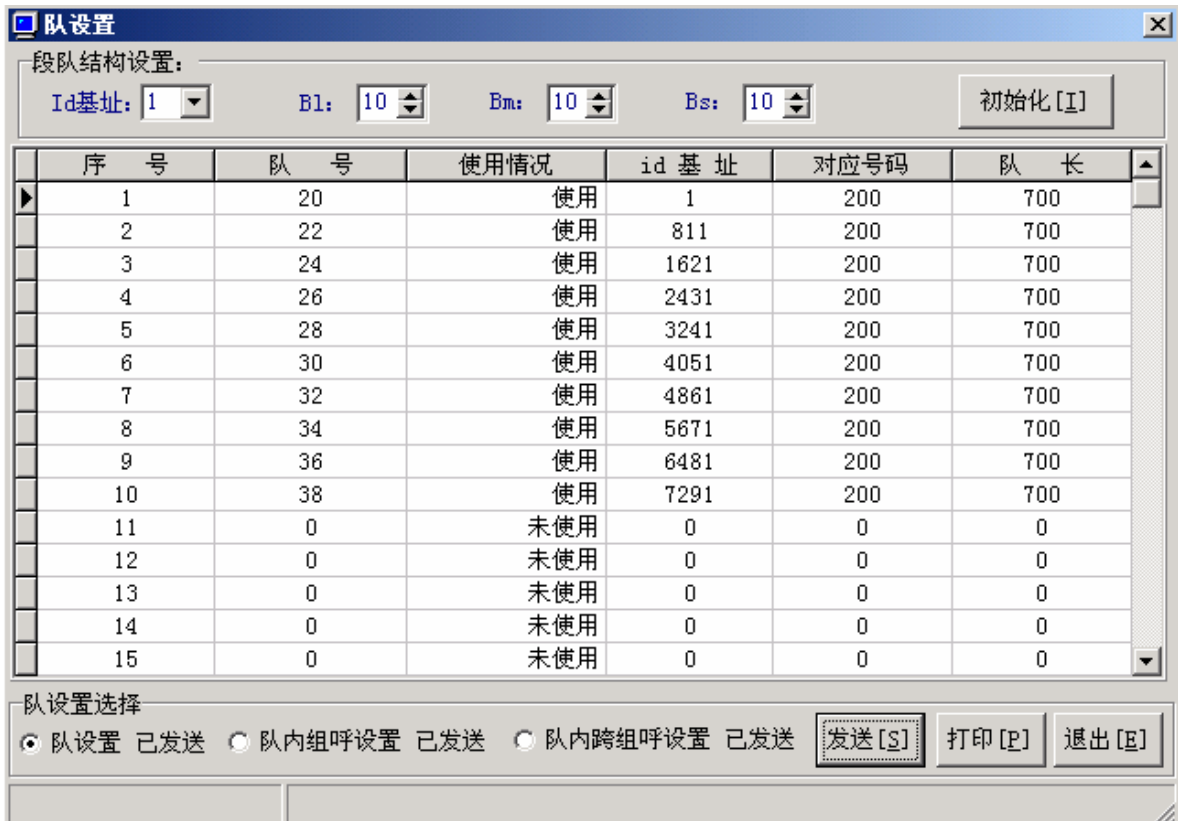 队设置
段队结构设置：
Id基址： 1 Bl： 10 Bm： 10 Bs： 10 初始化[I]
序 号 队 号 使用情况 id 基 址 对应号码 队 长
1 20 使用 1 200 700
2 22 使用 811 200 700
3 24 使用 1621 200 700
4 26 使用 2431 200 700
5 28 使用 3241 200 700
6 30 使用 4051 200 700
7 32 使用 4861 200 700
8 34 使用 5671 200 700
9 36 使用 6481 200 700
10 38 使用 7291 200 700
11 0 未使用 0 0 0
12 0 未使用 0 0 0
13 0 未使用 0 0 0
14 0 未使用 0 0 0
15 0 未使用 0 0 0
队设置选择
队设置 已发送 队内组呼设置 已发送 队内跨组呼设置 已发送 发送[S] 打印[P] 退出[E]